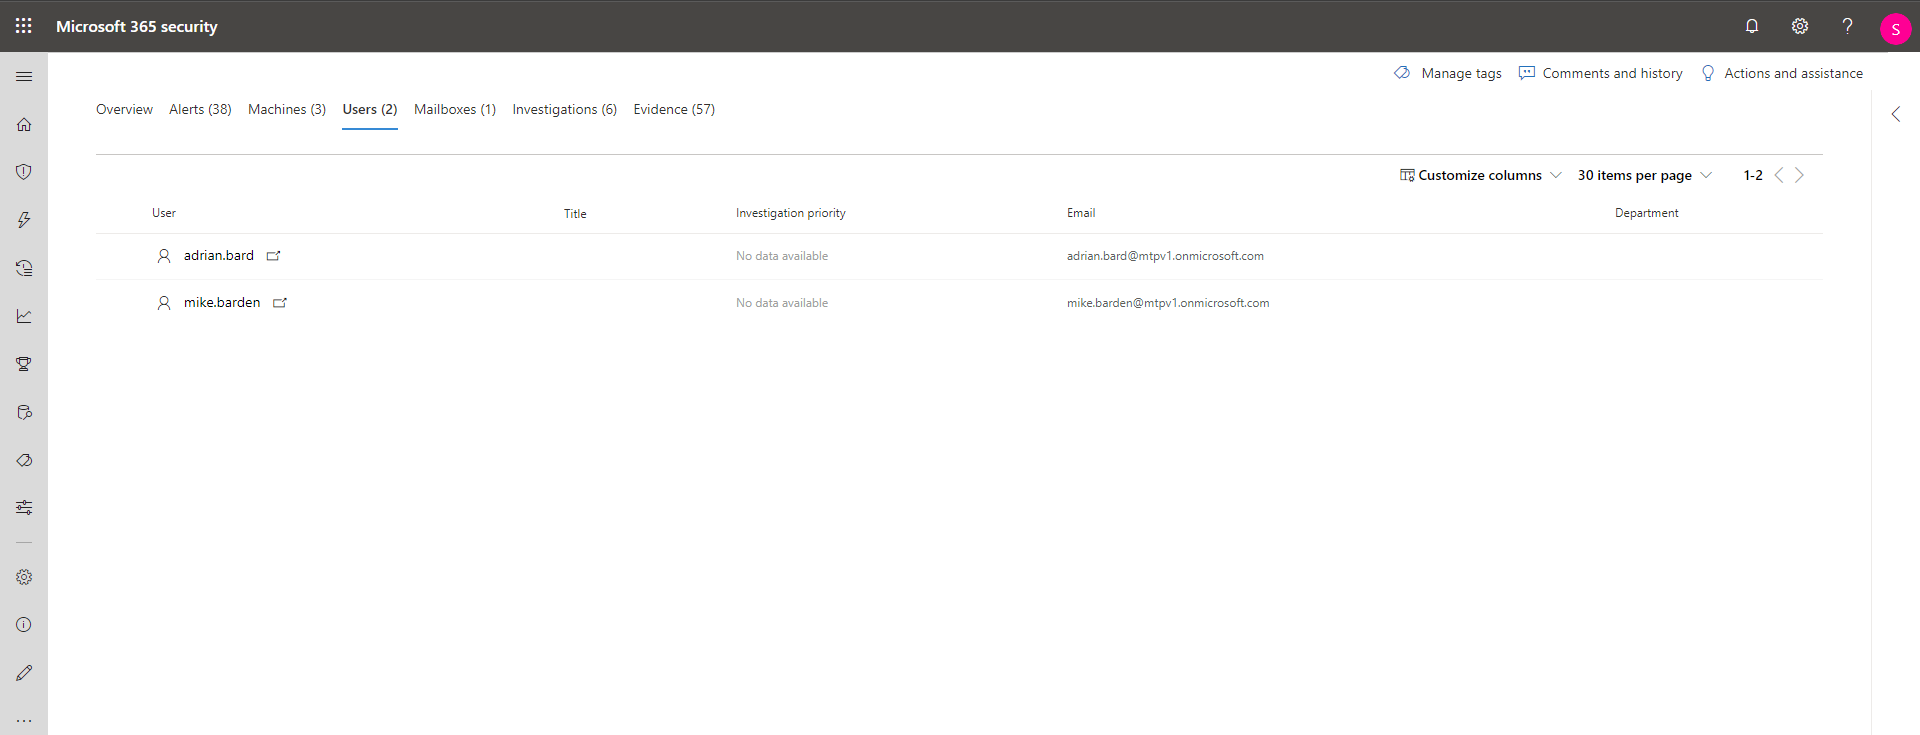 Microsoft 365 security
S
Manage tags Comments and history Actions and assistance
Overview Alerts (38) Machines (3) Users (2) Mailboxes (1) Investigations (6) Evidence (57)
Customize columns 30 items per page 1-2
User Title Investigation priority Email Department
adrian.bard No data available adrian.bard@mtpv1.onmicrosoft.com
mike.barden No data available mike.barden@mtpv1.onmicrosoft.com